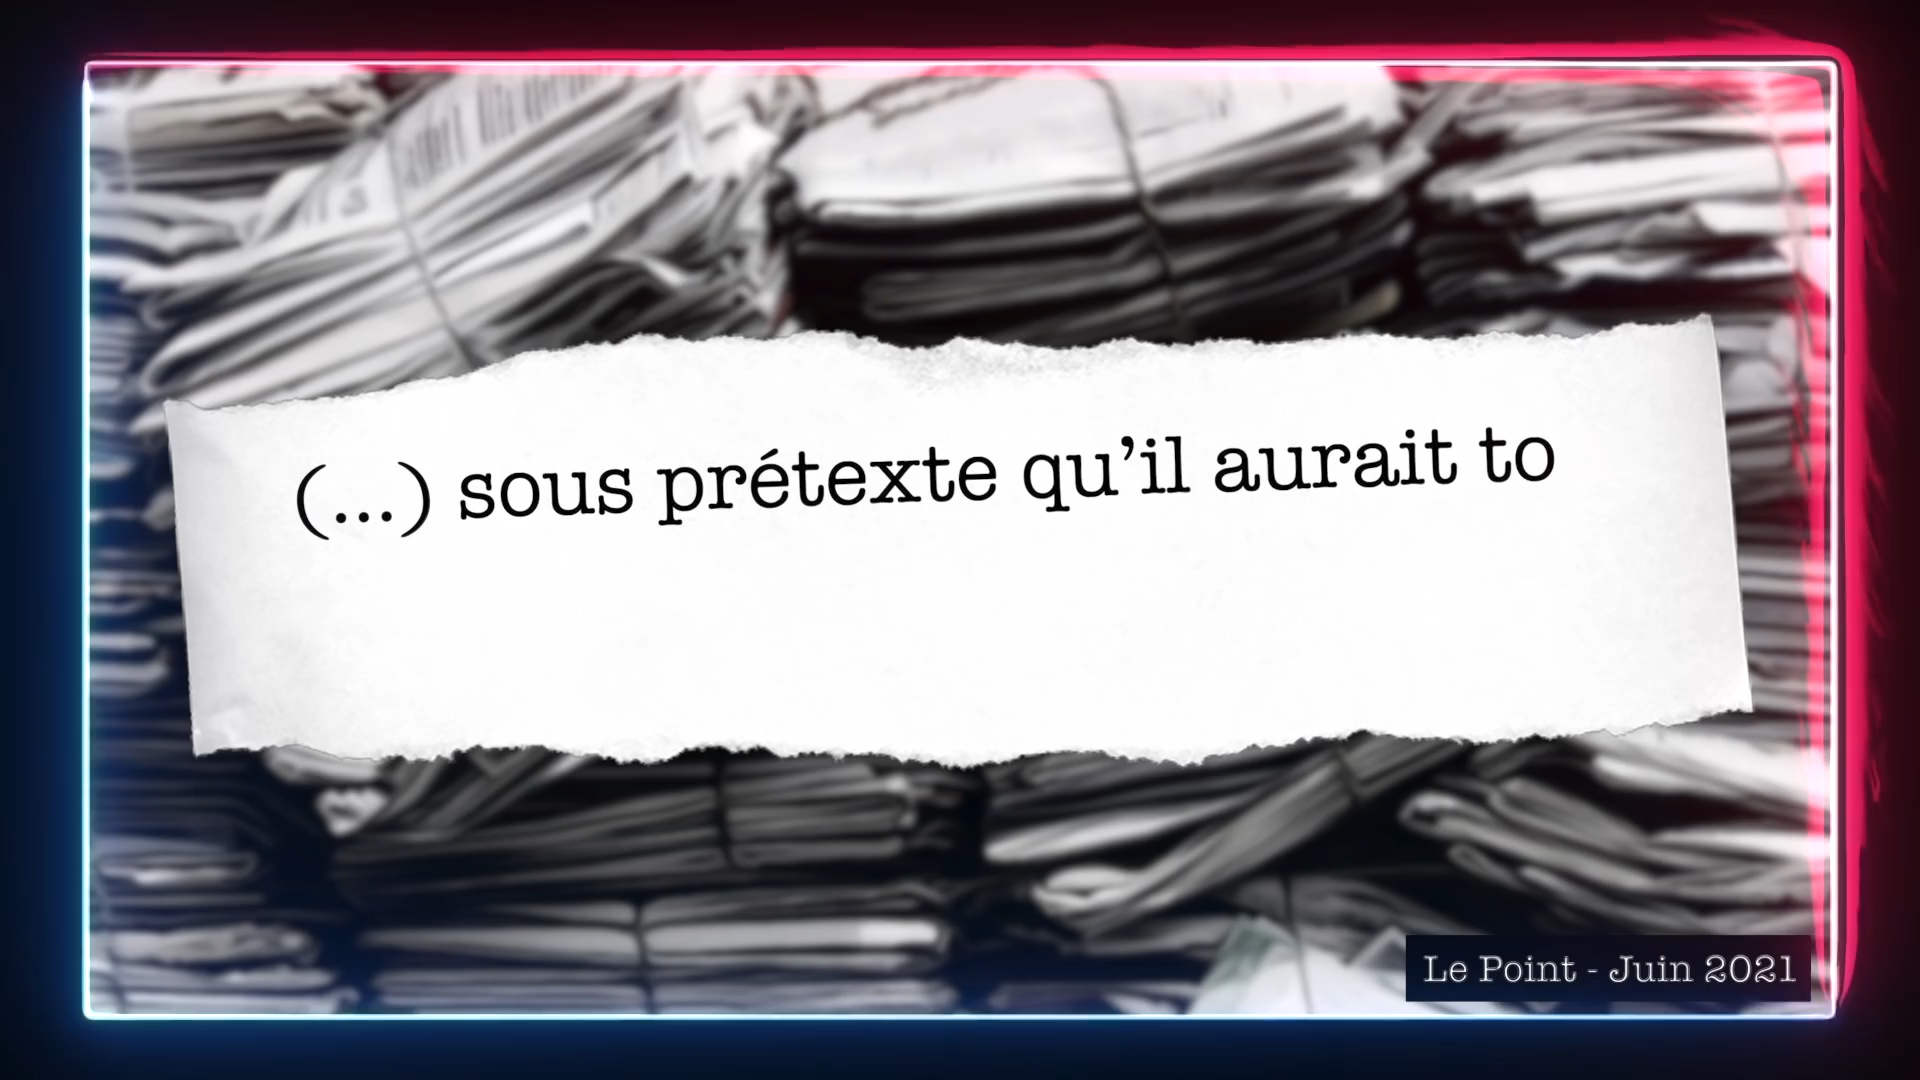 (...) sous prétexte qu’il aurait to
Le Point - Juin 2021